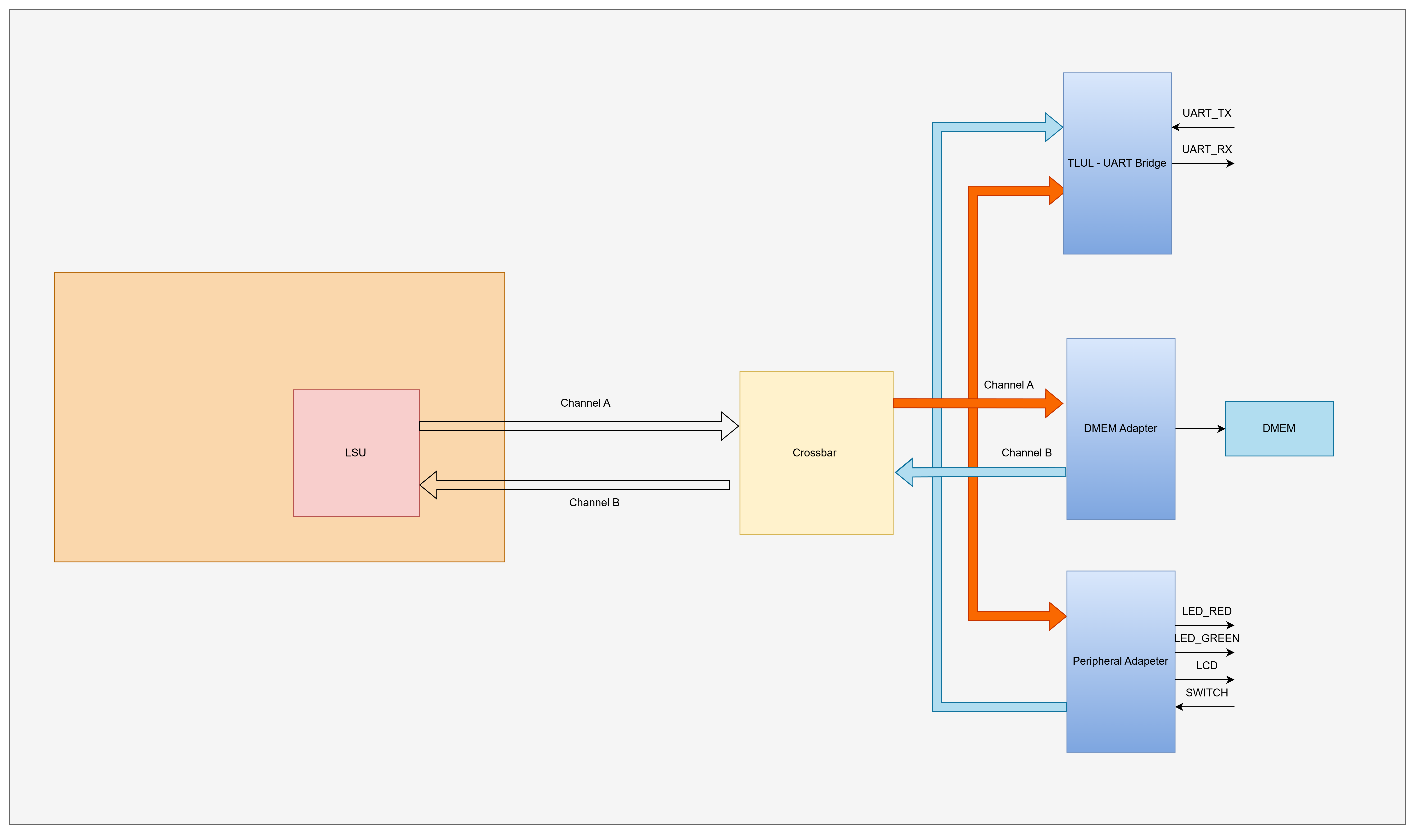 UART_TX
UART_RX
TLUL - UART Bridge
Channel A
Channel A
DMEM Adapter
DMEM
LSU
Crossbar
Channel B
Channel B
LED_RED
LED_GREEN
Peripheral Adapeter
LCD
SWITCH